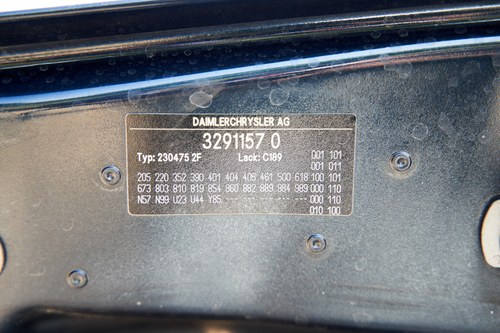 DAIMLERCHRYSLER AG
3291157 0
Typ: 230475 2F Lack: C189 001 101
001 011
205 220 352 390 401 404 409 461 500 618 100 101
673 803 810 819 854 860 882 889 984 989 000 110
N57 N99 U23 U44 Y85 --- --- --- --- --- 000 110
010 100